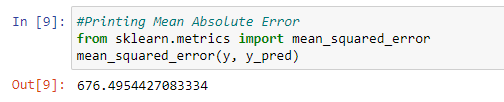 In [9]: #Printing Mean Absolute Error
from sklearn.metrics import mean_squared_error
mean_squared_error(y, y_pred)
Out[9]: 676.4954427083334